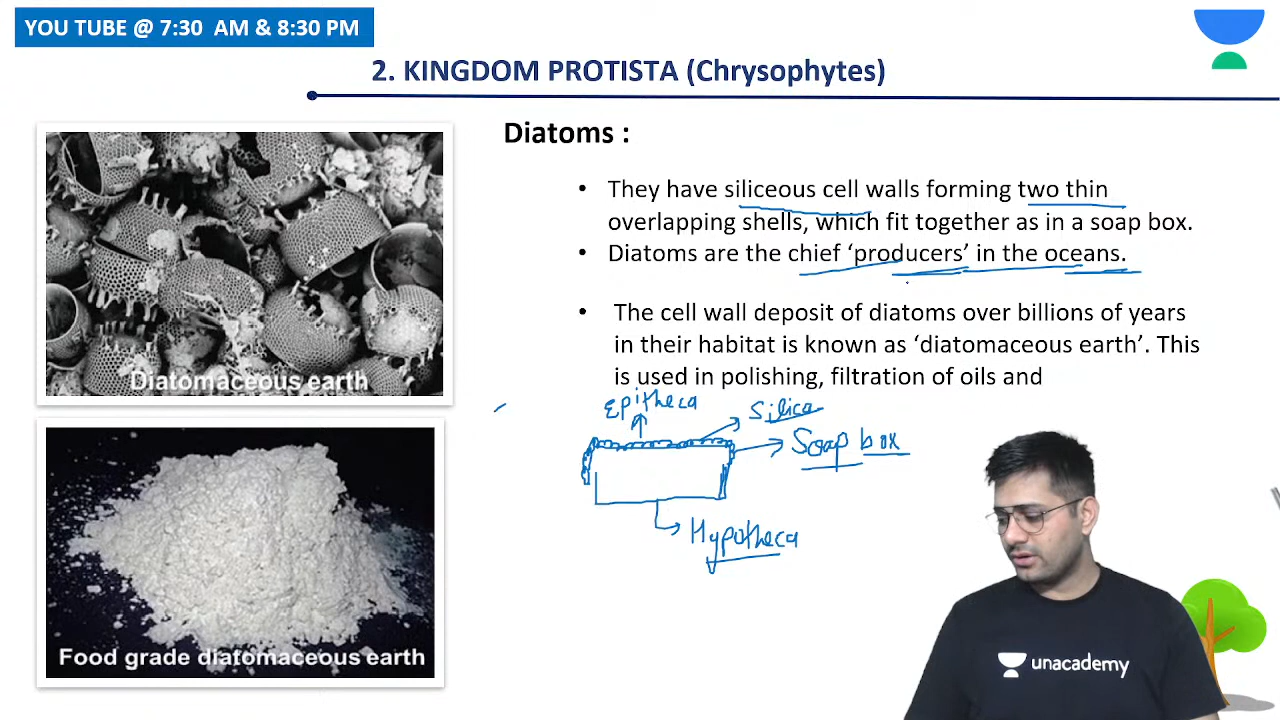 YOU TUBE @ 7:30 AM & 8:30 PM
2. KINGDOM PROTISTA (Chrysophytes)
Diatoms :
• They have siliceous cell walls forming two thin
overlapping shells, which fit together as in a soap box.
• Diatoms are the chief ‘producers’ in the oceans.
• The cell wall deposit of diatoms over billions of years
in their habitat is known as ‘diatomaceous earth’. This
is used in polishing, filtration of oils and
Diatomaceous earth
Epitheca
Silica
Soap box
Hypotheca
Food grade diatomaceous earth
unacademy